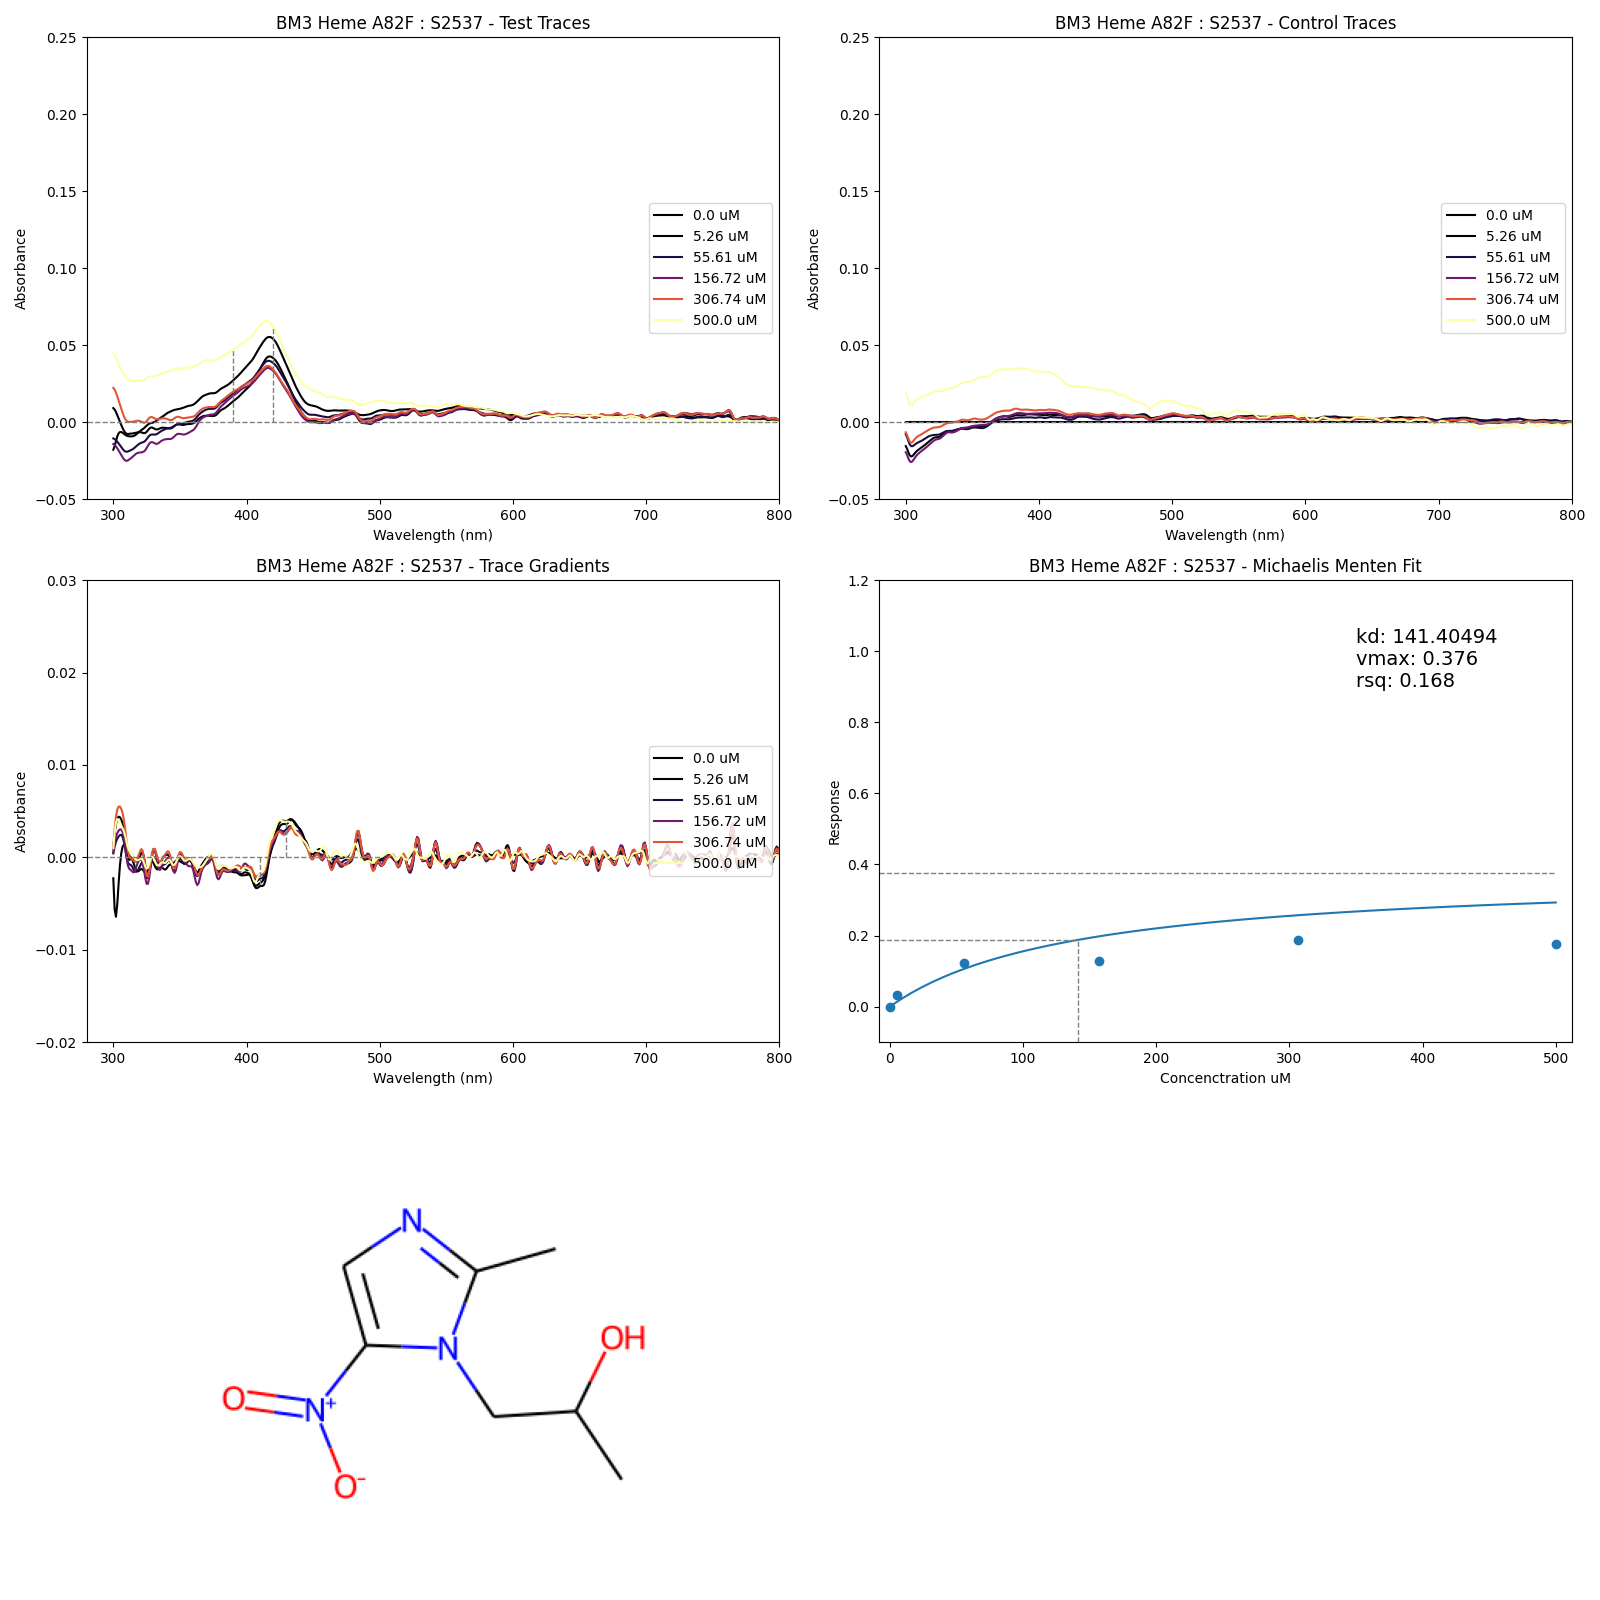 BM3 Heme A82F : S2537 - Test Traces
0.25
0.20
0.15
0.10
0.05
0.00
−0.05
Absorbance
300
400
500
600
700
800
Wavelength (nm)
0.0 uM
5.26 uM
55.61 uM
156.72 uM
306.74 uM
500.0 uM
BM3 Heme A82F : S2537 - Control Traces
0.25
0.20
0.15
0.10
0.05
0.00
−0.05
Absorbance
300
400
500
600
700
800
Wavelength (nm)
0.0 uM
5.26 uM
55.61 uM
156.72 uM
306.74 uM
500.0 uM
BM3 Heme A82F : S2537 - Trace Gradients
0.03
0.02
0.01
0.00
−0.01
−0.02
Absorbance
300
400
500
600
700
800
Wavelength (nm)
0.0 uM
5.26 uM
55.61 uM
156.72 uM
306.74 uM
500.0 uM
BM3 Heme A82F : S2537 - Michaelis Menten Fit
1.2
1.0
0.8
0.6
0.4
0.2
0.0
Response
kd: 141.40494
vmax: 0.376
rsq: 0.168
0
100
200
300
400
500
Concenctration uM
N
N
OH
O
N+
O−